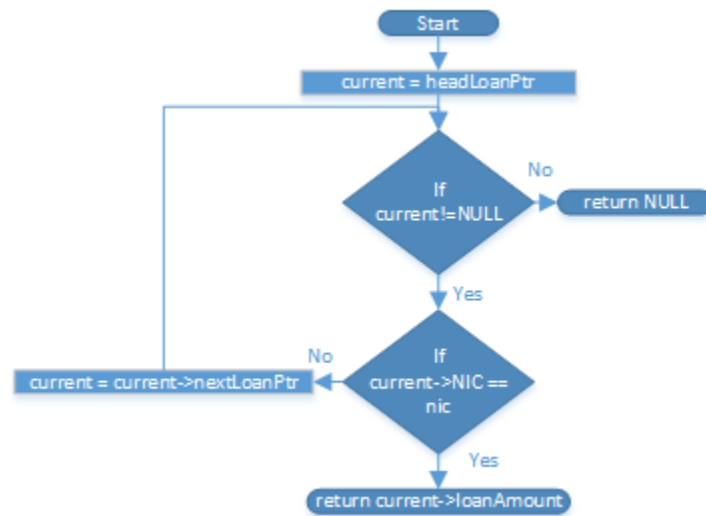 Start
current = headLoanPtr
If
current!=NULL
No
return NULL
Yes
If
current->NIC ==
nic
No
current = current->nextLoanPtr
Yes
return current->loanAmount